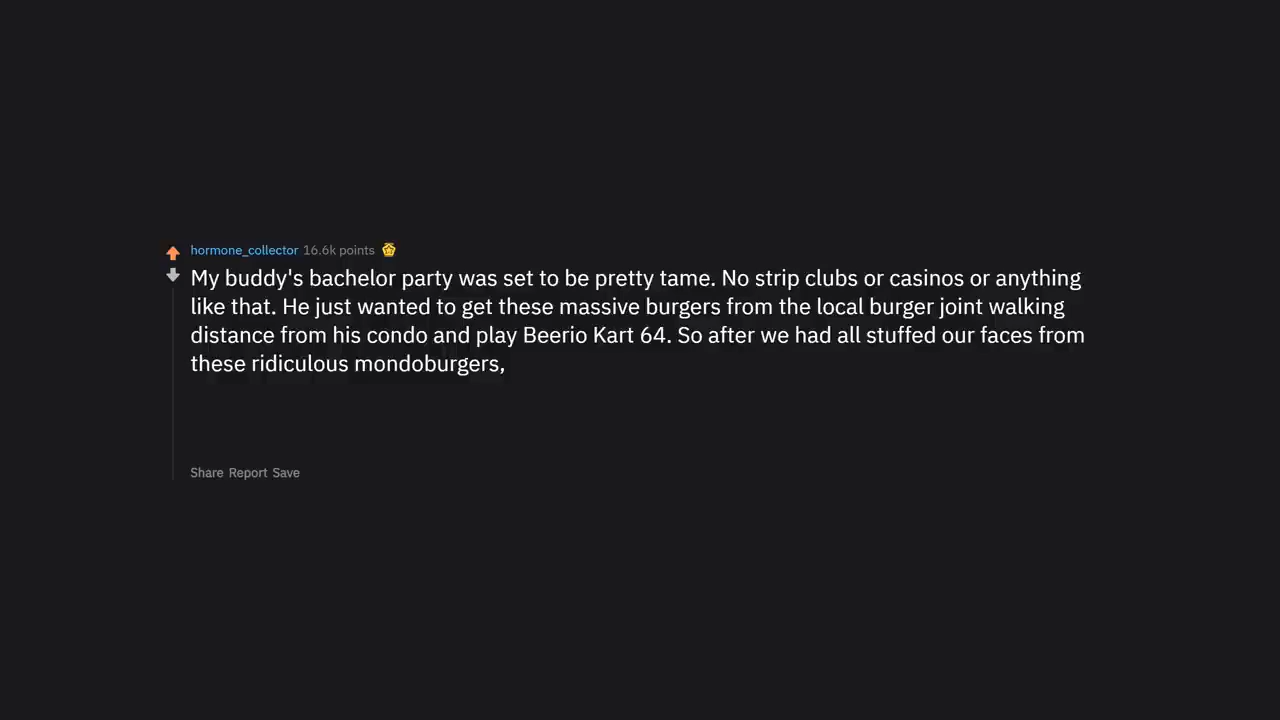 hormone_collector 16.6k points
My buddy's bachelor party was set to be pretty tame. No strip clubs or casinos or anything
like that. He just wanted to get these massive burgers from the local burger joint walking
distance from his condo and play Beerio Kart 64. So after we had all stuffed our faces from
these ridiculous mondoburgers,
Share Report Save